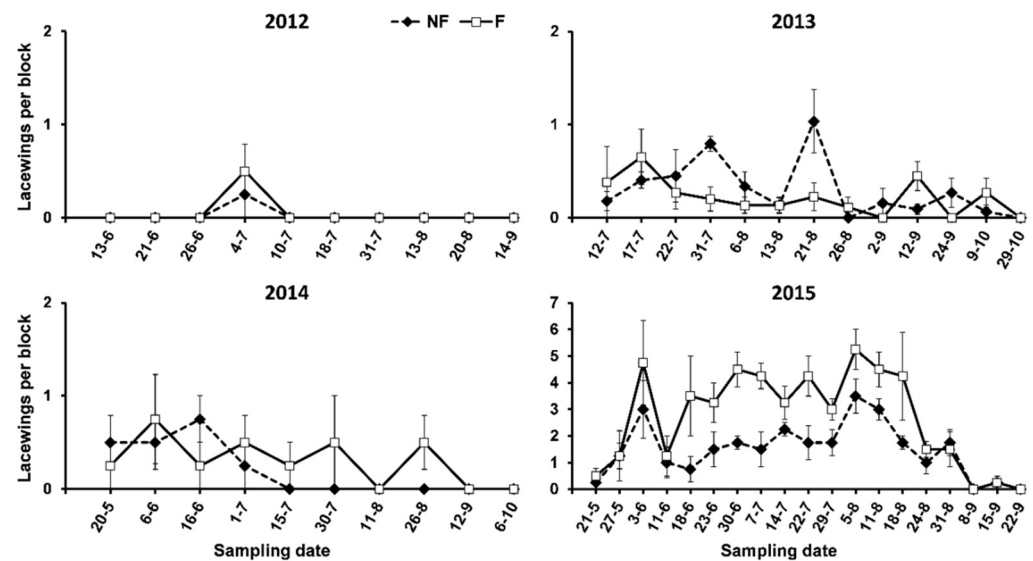 2012
NF F
2013
Lacewings per block
2
1
0
13-6 21-6 26-6 4-7 10-7 18-7 31-7 13-8 20-8 14-9
2
1
0
12-7 17-7 22-7 31-7 6-8 13-8 21-8 26-8 2-9 12-9 24-9 9-10 29-10
2014
2015
Lacewings per block
2
1
0
20-5 6-6 16-6 1-7 15-7 30-7 11-8 26-8 12-9 6-10
Sampling date
7
6
5
4
3
2
1
0
21-5 27-5 3-6 11-6 18-6 23-6 30-6 7-7 14-7 22-7 29-7 5-8 11-8 18-8 24-8 31-8 8-9 15-9 22-9
Sampling date